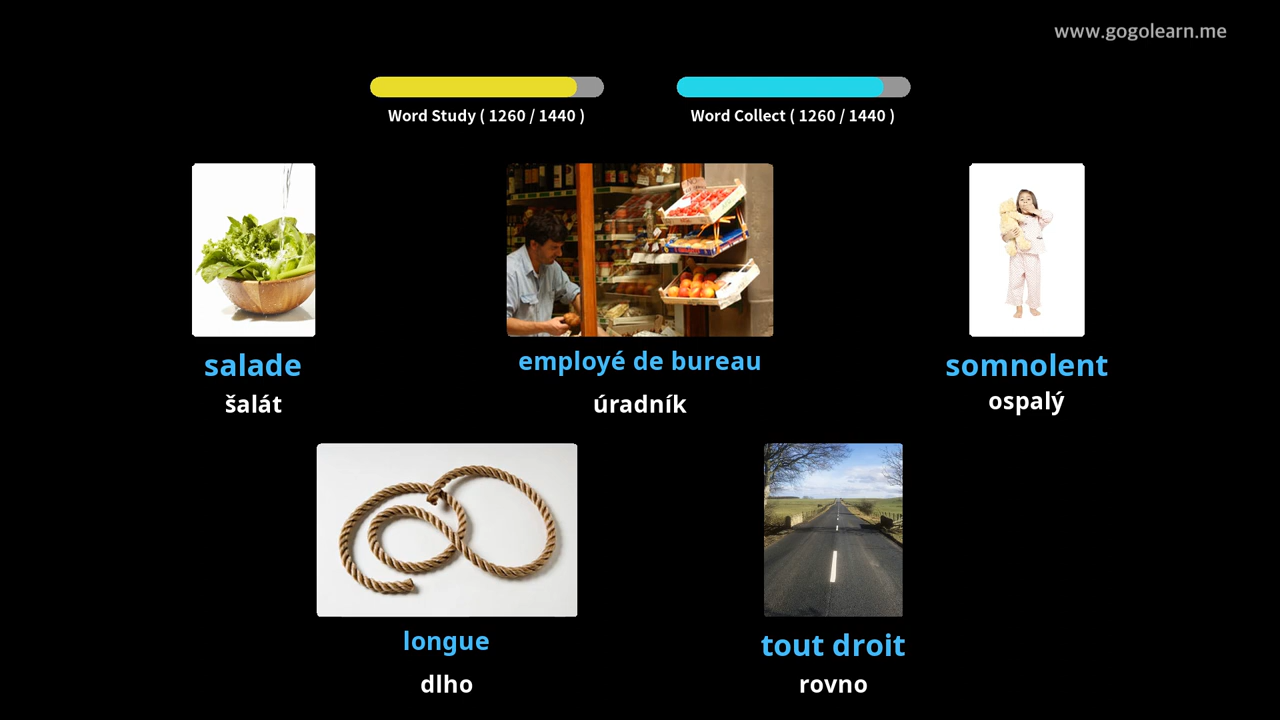 www.gogolearn.me
Word Study ( 1260 / 1440 )
Word Collect ( 1260 / 1440 )
salade
employé de bureau
somnolent
šalát
úradník
ospalý
longue
tout droit
dlho
rovno